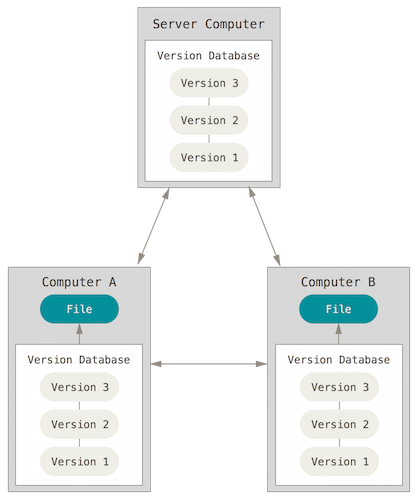 Server Computer
Version Database
Version 3
Version 2
Version 1
Computer A
File
Version Database
Version 3
Version 2
Version 1
Computer B
File
Version Database
Version 3
Version 2
Version 1